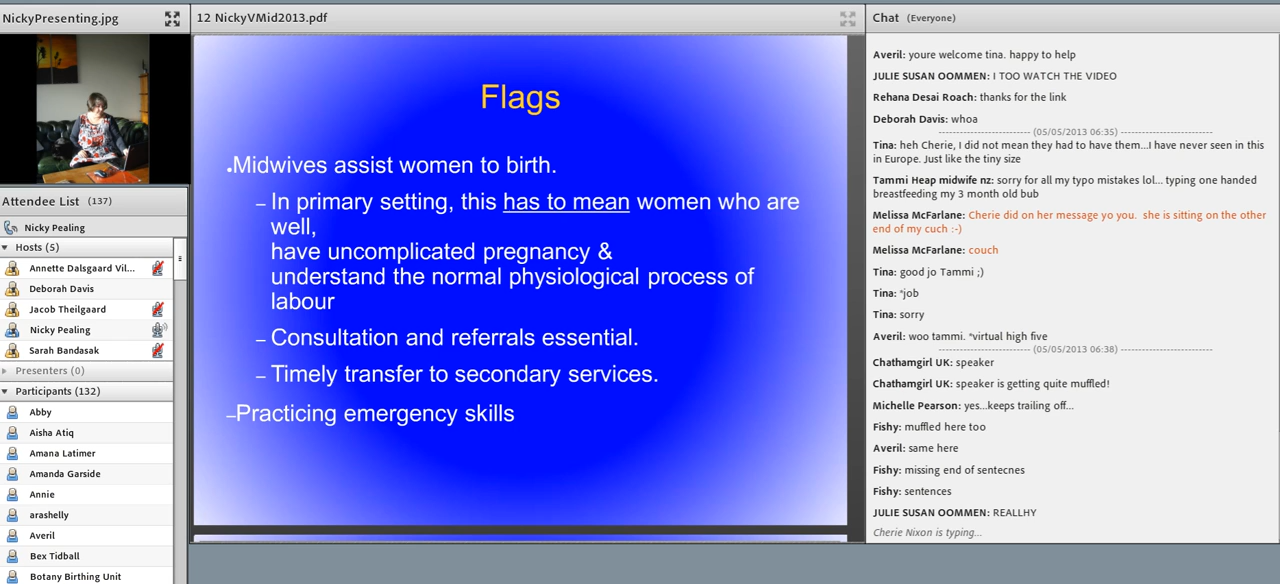 NickyPresenting.jpg
Attendee List (137)
Nicky Pealing
Hosts (5)
Annette Dalsgaard Vil...
Deborah Davis
Jacob Theilgaard
Nicky Pealing
Sarah Bandasak
Presenters (0)
Participants (132)
Abby
Aisha Atiq
Amana Latimer
Amanda Garside
Annie
arashelly
Averil
Bex Tidball
Botany Birthing Unit
12 NickyVMid2013.pdf
Flags
.Midwives assist women to birth.
– In primary setting, this has to mean women who are
well,
have uncomplicated pregnancy &
understand the normal physiological process of
labour
– Consultation and referrals essential.
– Timely transfer to secondary services.
–Practicing emergency skills
Chat (Everyone)
Averil: youre welcome tina. happy to help
JULIE SUSAN OOMMEN: I TOO WATCH THE VIDEO
Rehana Desai Roach: thanks for the link
Deborah Davis: whoa
(05/05/2013 06:35)
Tina: heh Cherie, I did not mean they had to have them...I have never seen in this
in Europe. Just like the tiny size
Tammi Heap midwife nz: sorry for all my typo mistakes lol... typing one handed
breastfeeding my 3 month old bub
Melissa McFarlane: Cherie did on her message yo you. she is sitting on the other
end of my cuch :-)
Melissa McFarlane: couch
Tina: good jo Tammi ;)
Tina: *job
Tina: sorry
Averil: woo tammi. *virtual high five
(05/05/2013 06:38)
Chathamgirl UK: speaker
Chathamgirl UK: speaker is getting quite muffled!
Michelle Pearson: yes...keeps trailing off...
Fishy: muffled here too
Averil: same here
Fishy: missing end of sentecnes
Fishy: sentences
JULIE SUSAN OOMMEN: REALLHY
Cherie Nixon is typing...